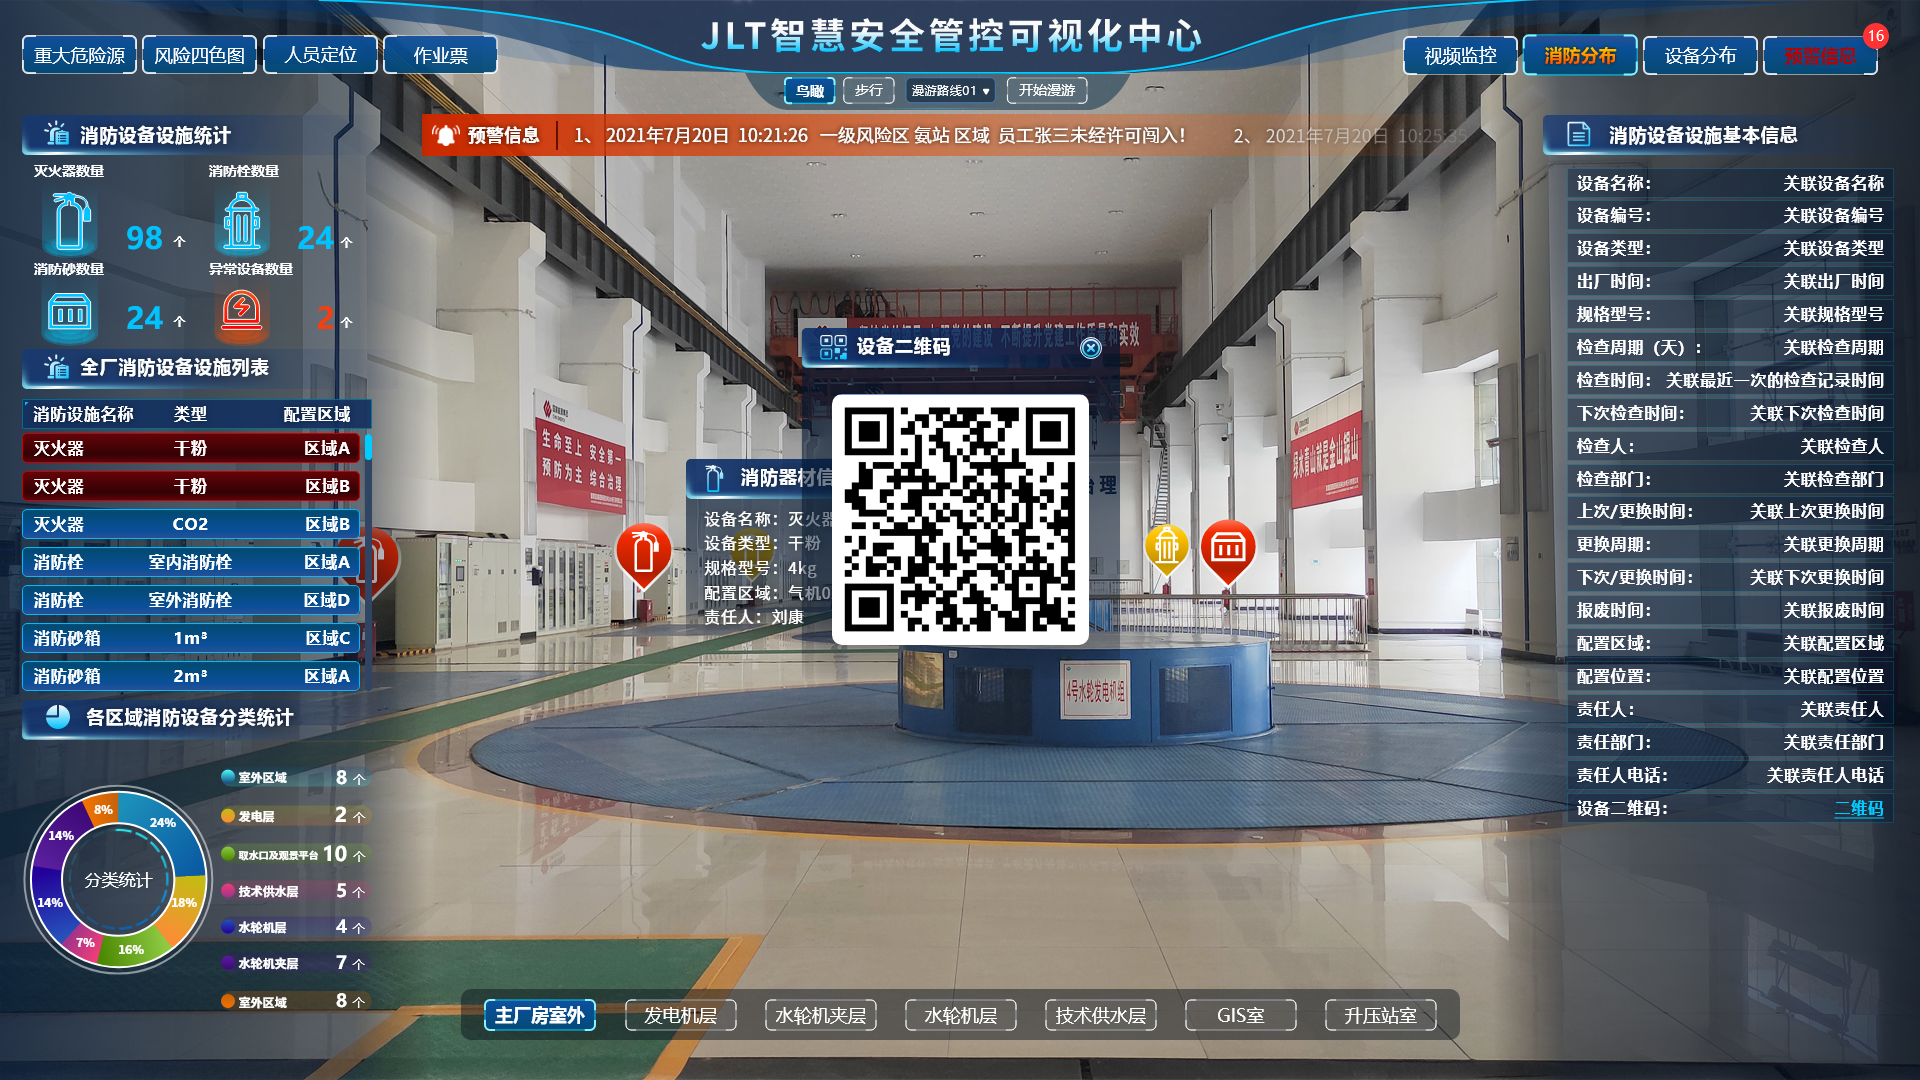 JLT智慧安全管控可视化中心
重大危险源 风险四色图 人员定位 作业票
视频监控 消防分布 设备分布 预警信息 16
鸟瞰 步行 漫游路线01 开始漫游
预警信息 1、 2021年7月20日 10:21:26 一级风险区 氨站 区域 员工张三未经许可闯入! 2、 2021年7月20日 10:25:35
消防设备设施统计
灭火器数量 消防栓数量
98 个 24 个
消防砂数量 异常设备数量
24 个 2 个
全厂消防设备设施列表
消防设施名称 类型 配置区域
灭火器 干粉 区域A
灭火器 干粉 区域B
灭火器 CO2 区域B
消防栓 室内消防栓 区域A
消防栓 室外消防栓 区域D
消防砂箱 1m³ 区域C
消防砂箱 2m³ 区域A
各区域消防设备分类统计
分类统计
8%
24%
14%
14%
18%
7%
16%
室外区域 8 个
发电层 2 个
取水口及观景平台 10 个
技术供水层 5 个
水轮机层 4 个
水轮机夹层 7 个
室外区域 8 个
设备二维码
消防器材信
设备名称：灭火器
设备类型：干粉
规格型号：4kg
配置区域：气机0
责任人：刘康
生命至上 安全第一
预防为主 综合治理
绿水青山就是金山银山
4号水轮发电机组
消防设备设施基本信息
设备名称： 关联设备名称
设备编号： 关联设备编号
设备类型： 关联设备类型
出厂时间： 关联出厂时间
规格型号： 关联规格型号
检查周期（天）： 关联检查周期
检查时间： 关联最近一次的检查记录时间
下次检查时间： 关联下次检查时间
检查人： 关联检查人
检查部门： 关联检查部门
上次/更换时间： 关联上次更换时间
更换周期： 关联更换周期
下次/更换时间： 关联下次更换时间
报废时间： 关联报废时间
配置区域： 关联配置区域
配置位置： 关联配置位置
责任人： 关联责任人
责任部门： 关联责任部门
责任人电话： 关联责任人电话
设备二维码： 二维码
主厂房室外 发电机层 水轮机夹层 水轮机层 技术供水层 GIS室 升压站室